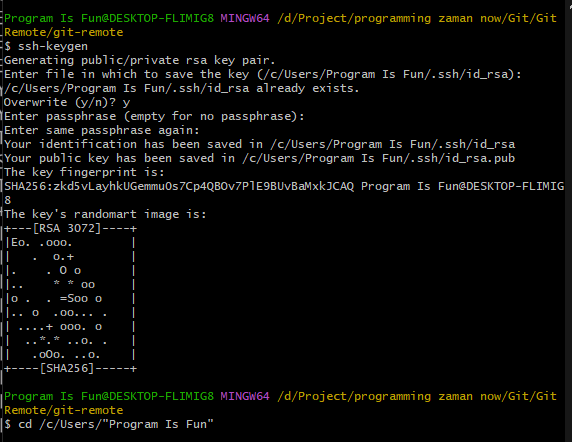 Program Is Fun@DESKTOP-FLIMIG8 MINGW64 /d/Project/programming zaman now/Git/Git
Remote/git-remote
$ ssh-keygen
Generating public/private rsa key pair.
Enter file in which to save the key (/c/Users/Program Is Fun/.ssh/id_rsa):
/c/Users/Program Is Fun/.ssh/id_rsa already exists.
Overwrite (y/n)? y
Enter passphrase (empty for no passphrase):
Enter same passphrase again:
Your identification has been saved in /c/Users/Program Is Fun/.ssh/id_rsa
Your public key has been saved in /c/Users/Program Is Fun/.ssh/id_rsa.pub
The key fingerprint is:
SHA256:zkd5vLayhkUGemmuOs7Cp4QBOv7PlE9BUvBaMxkJCAQ Program Is Fun@DESKTOP-FLIMIG
8
The key's randomart image is:
+---[RSA 3072]----+
|Eo. .ooo.        |
|   .  o.+        |
|.    . O o       |
|..    * * oo     |
|o .  . =Soo o    |
|.. o  .oo... .   |
| ....+ ooo. o    |
|  ..*.* ..o. .   |
|   .oOo. ..o.    |
+----[SHA256]-----+
Program Is Fun@DESKTOP-FLIMIG8 MINGW64 /d/Project/programming zaman now/Git/Git
Remote/git-remote
$ cd /c/Users/"Program Is Fun"